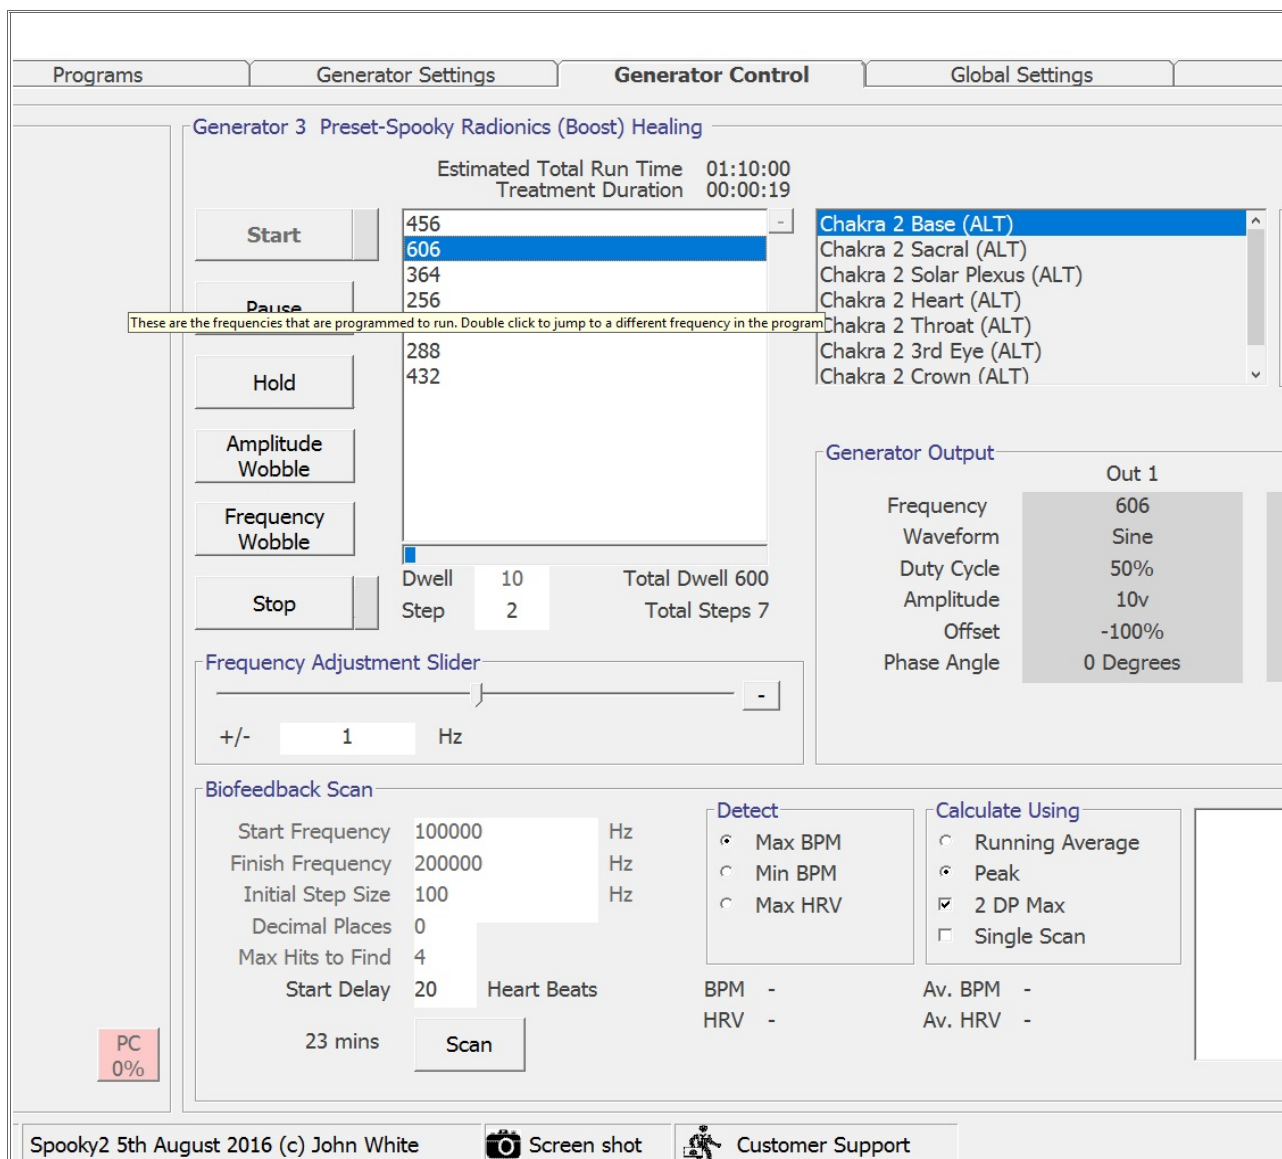 Programs
Generator Settings
Generator Control
Global Settings
Generator 3 Preset-Spooky Radionics (Boost) Healing
Estimated Total Run Time 01:10:00
Treatment Duration 00:00:19
Start
Pause
Hold
Amplitude
Wobble
Frequency
Wobble
Stop
456
606
364
256
These are the frequencies that are programmed to run. Double click to jump to a different frequency in the program
288
432
-
Dwell 10 Total Dwell 600
Step 2 Total Steps 7
Chakra 2 Base (ALT)
Chakra 2 Sacral (ALT)
Chakra 2 Solar Plexus (ALT)
Chakra 2 Heart (ALT)
Chakra 2 Throat (ALT)
Chakra 2 3rd Eye (ALT)
Chakra 2 Crown (ALT)
Generator Output
Out 1
Frequency 606
Waveform Sine
Duty Cycle 50%
Amplitude 10v
Offset -100%
Phase Angle 0 Degrees
Frequency Adjustment Slider
-
+/- 1 Hz
Biofeedback Scan
Start Frequency 100000 Hz
Finish Frequency 200000 Hz
Initial Step Size 100 Hz
Decimal Places 0
Max Hits to Find 4
Start Delay 20 Heart Beats
23 mins Scan
Detect
Max BPM
Min BPM
Max HRV
Calculate Using
Running Average
Peak
2 DP Max
Single Scan
BPM - Av. BPM -
HRV - Av. HRV -
PC
0%
Spooky2 5th August 2016 (c) John White
Screen shot
Customer Support